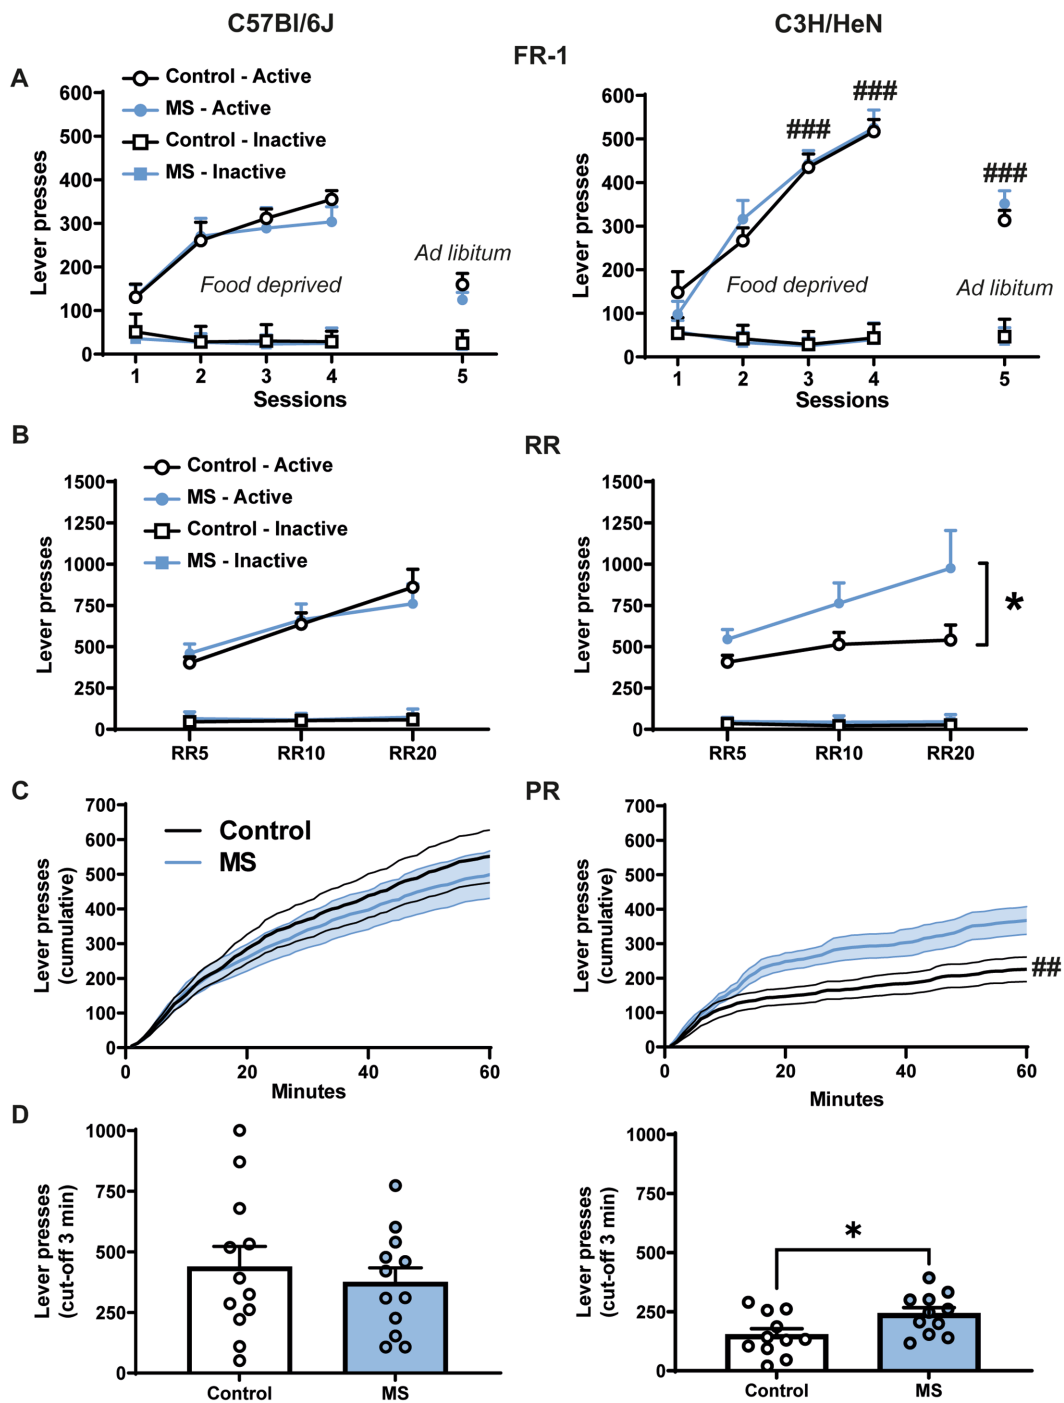 C57Bl/6J
C3H/HeN
FR-1
A
Control - Active
MS - Active
Control - Inactive
MS - Inactive
600
500
400
300
200
100
0
Lever presses
Food deprived
Ad libitum
1
2
3
4
5
Sessions
600
500
400
300
200
100
0
Lever presses
###
###
###
Food deprived
Ad libitum
1
2
3
4
5
Sessions
B
RR
Control - Active
MS - Active
Control - Inactive
MS - Inactive
1500
1250
1000
750
500
250
0
Lever presses
RR5
RR10
RR20
1500
1250
1000
750
500
250
0
Lever presses
*
RR5
RR10
RR20
C
PR
Control
MS
700
600
500
400
300
200
100
0
Lever presses
(cumulative)
0
20
40
60
Minutes
700
600
500
400
300
200
100
0
Lever presses
(cumulative)
##
0
20
40
60
Minutes
D
1000
750
500
250
0
Lever presses
(cut-off 3 min)
Control
MS
1000
750
500
250
0
Lever presses
(cut-off 3 min)
*
Control
MS